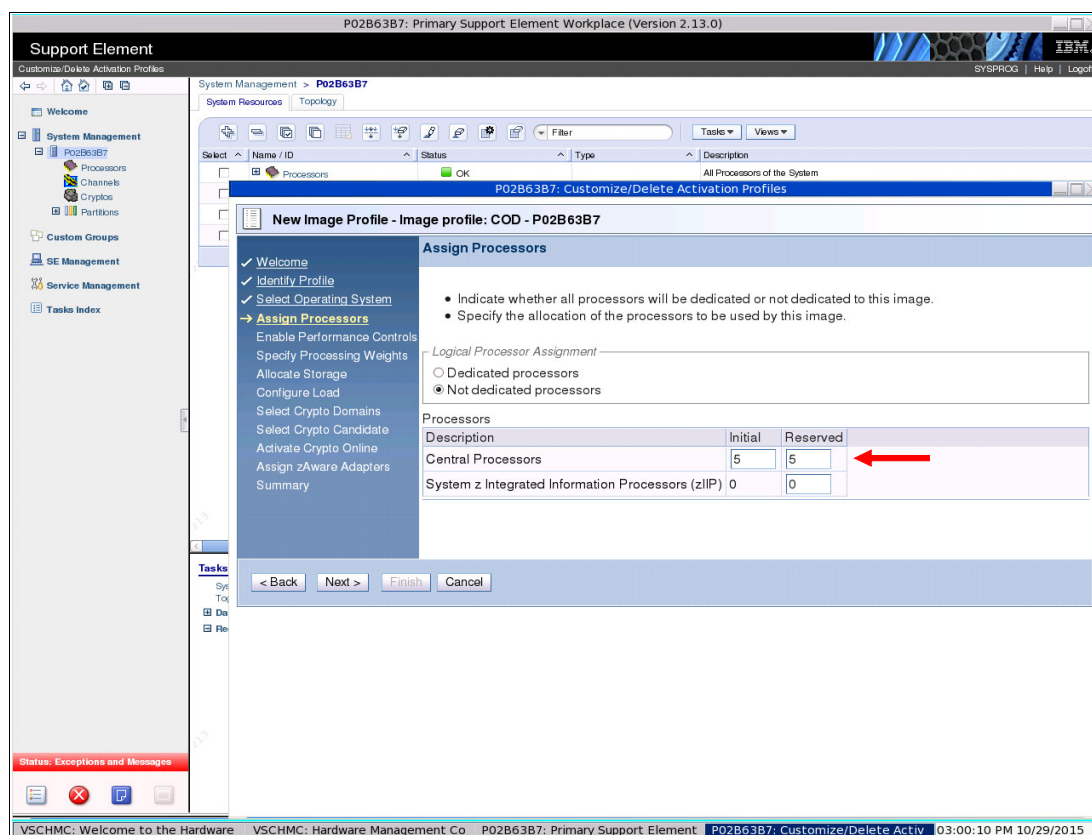 P02B63B7: Primary Support Element Workplace (Version 2.13.0)
Support Element
IBM.
Customize/Delete Activation Profiles
SYSPROG | Help | Logoff
System Management > P02B63B7
System Resources Topology
Welcome
System Management
P02B63B7
Processors
Channels
Cryptos
Partitions
Custom Groups
SE Management
Service Management
Tasks Index
Filter Tasks Views
Select Name / ID Status Type Description
Processors OK All Processors of the System
P02B63B7: Customize/Delete Activation Profiles
New Image Profile - Image profile: COD - P02B63B7
Welcome
Identify Profile
Select Operating System
Assign Processors
Enable Performance Controls
Specify Processing Weights
Allocate Storage
Configure Load
Select Crypto Domains
Select Crypto Candidate
Activate Crypto Online
Assign zAware Adapters
Summary
Assign Processors
• Indicate whether all processors will be dedicated or not dedicated to this image.
• Specify the allocation of the processors to be used by this image.
Logical Processor Assignment
Dedicated processors
Not dedicated processors
Processors
Description Initial Reserved
Central Processors 5 5
System z Integrated Information Processors (zIIP) 0 0
< Back Next > Finish Cancel
Tasks
Sys
Top
Da
Re
Status: Exceptions and Messages
VSCHMC: Welcome to the Hardware VSCHMC: Hardware Management Co P02B63B7: Primary Support Element P02B63B7: Customize/Delete Activ 03:00:10 PM 10/29/2015